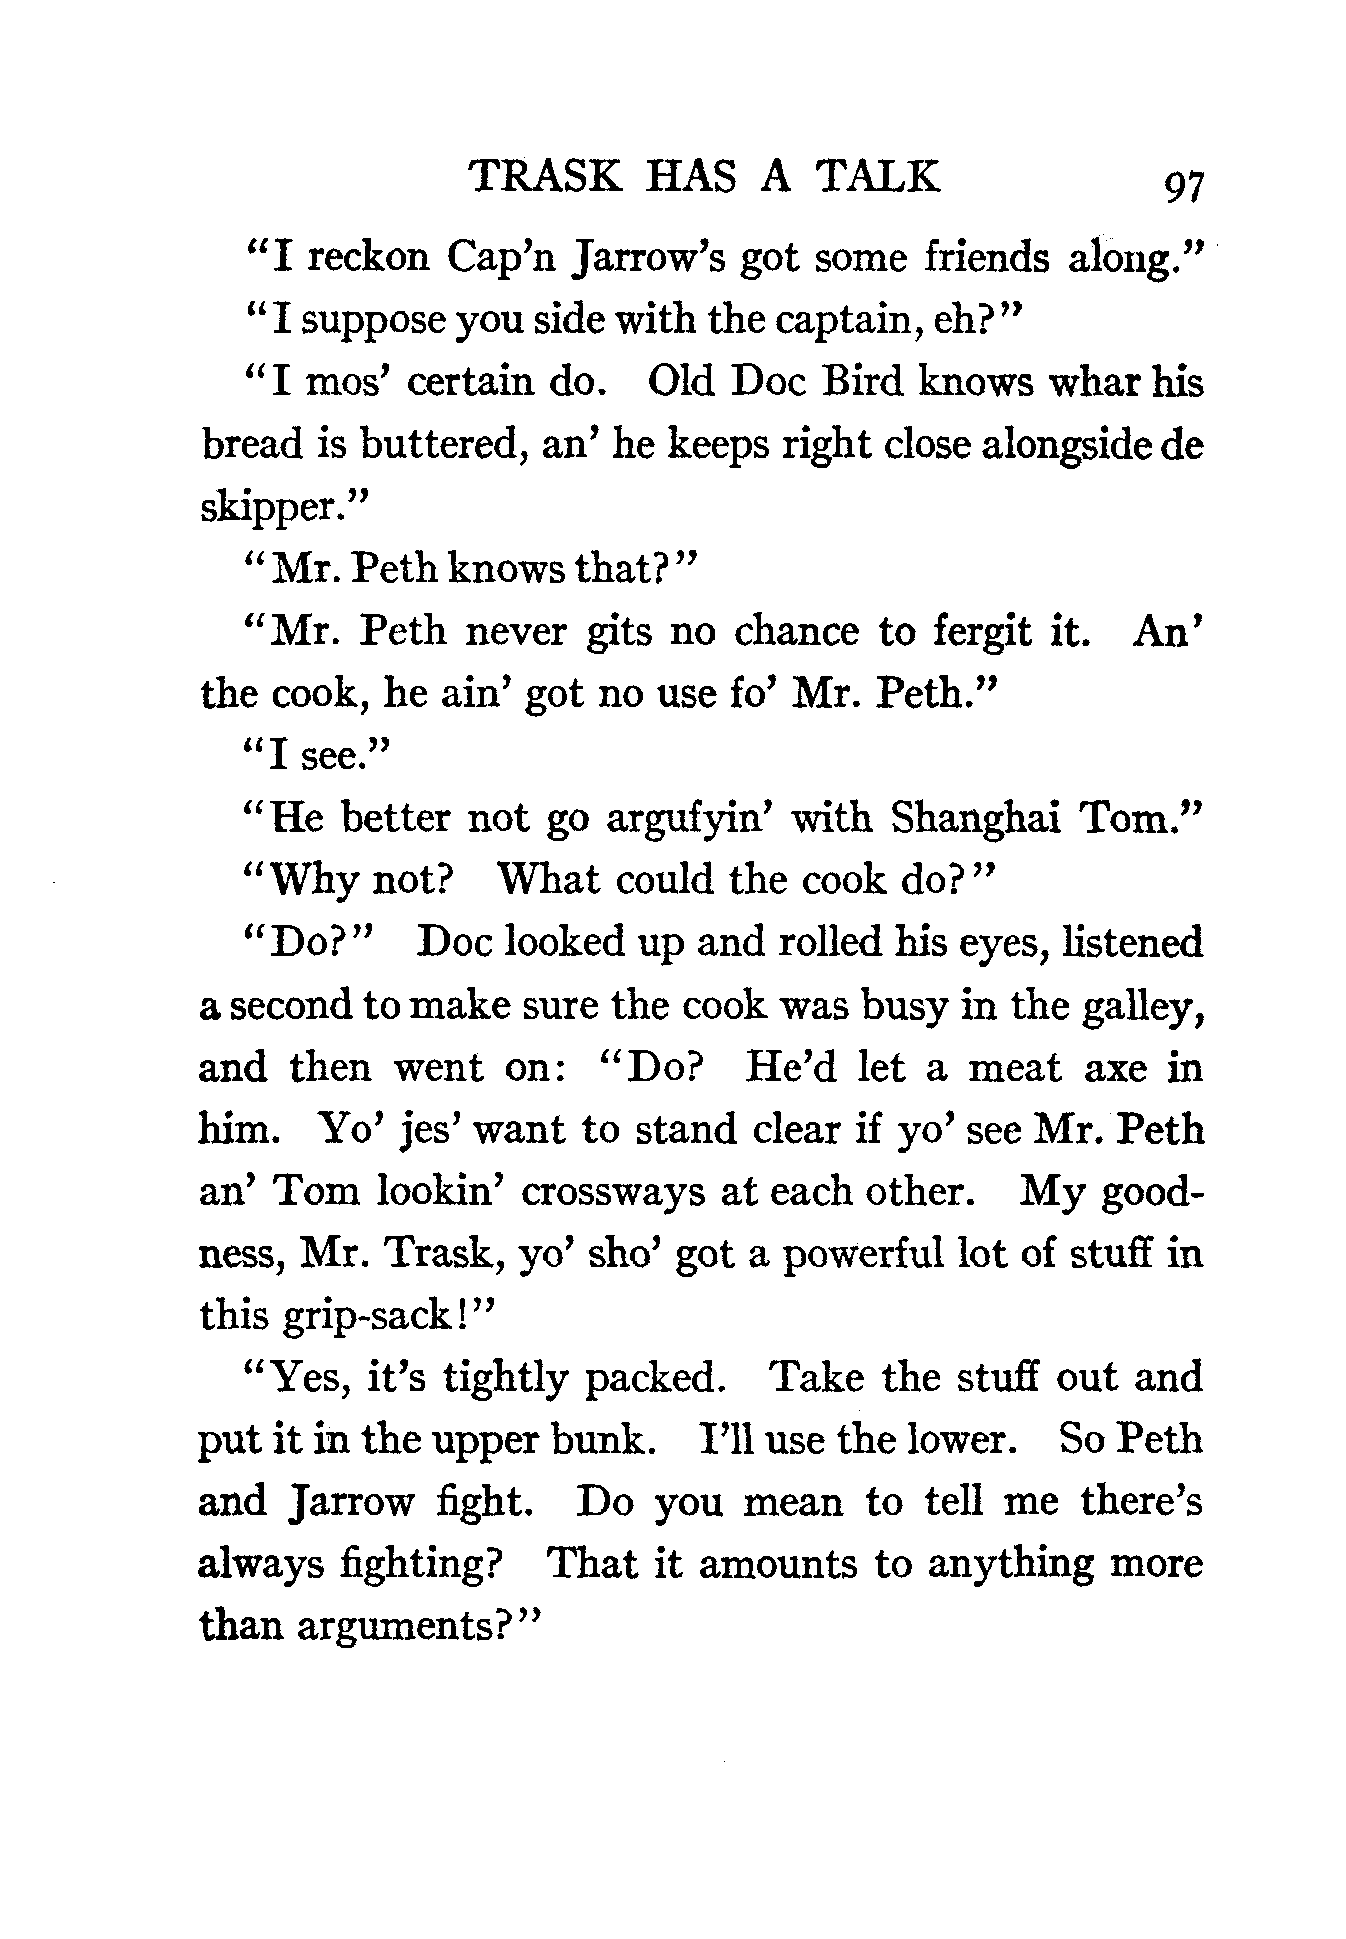 TRASK HAS A TALK 97
"I reckon Cap'n Jarrow's got some friends along."
"I suppose you side with the captain, eh?"
"I mos' certain do. Old Doc Bird knows whar his
bread is buttered, an' he keeps right close alongside de
skipper."
"Mr. Peth knows that?"
"Mr. Peth never gits no chance to fergit it. An'
the cook, he ain' got no use fo' Mr. Peth."
"I see."
"He better not go argufyin' with Shanghai Tom."
"Why not? What could the cook do?"
"Do?" Doc looked up and rolled his eyes, listened
a second to make sure the cook was busy in the galley,
and then went on: "Do? He'd let a meat axe in
him. Yo' jes' want to stand clear if yo' see Mr. Peth
an' Tom lookin' crossways at each other. My good-
ness, Mr. Trask, yo' sho' got a powerful lot of stuff in
this grip-sack!"
"Yes, it's tightly packed. Take the stuff out and
put it in the upper bunk. I'll use the lower. So Peth
and Jarrow fight. Do you mean to tell me there's
always fighting? That it amounts to anything more
than arguments?"